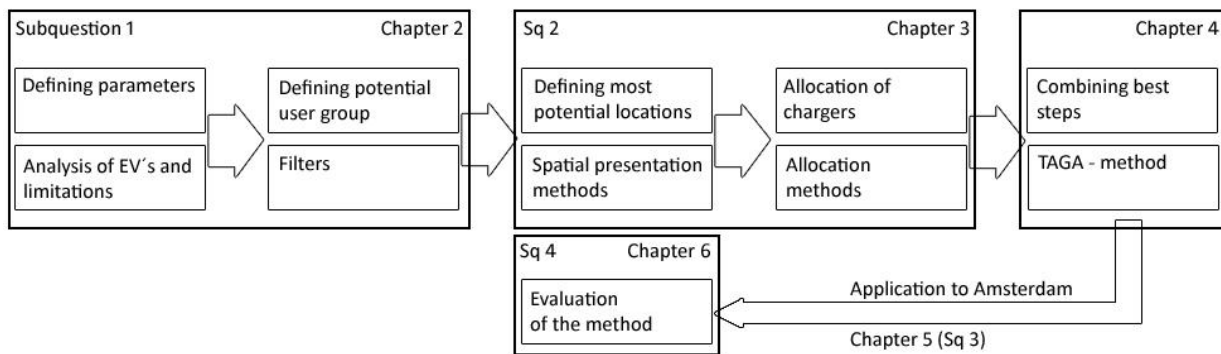 Subquestion 1
Chapter 2
Defining parameters
Analysis of EV´s and
limitations
Defining potential
user group
Filters
Sq 2
Chapter 3
Defining most
potential locations
Spatial presentation
methods
Allocation of
chargers
Allocation
methods
Chapter 4
Combining best
steps
TAGA - method
Sq 4
Chapter 6
Evaluation
of the method
Application to Amsterdam
Chapter 5 (Sq 3)